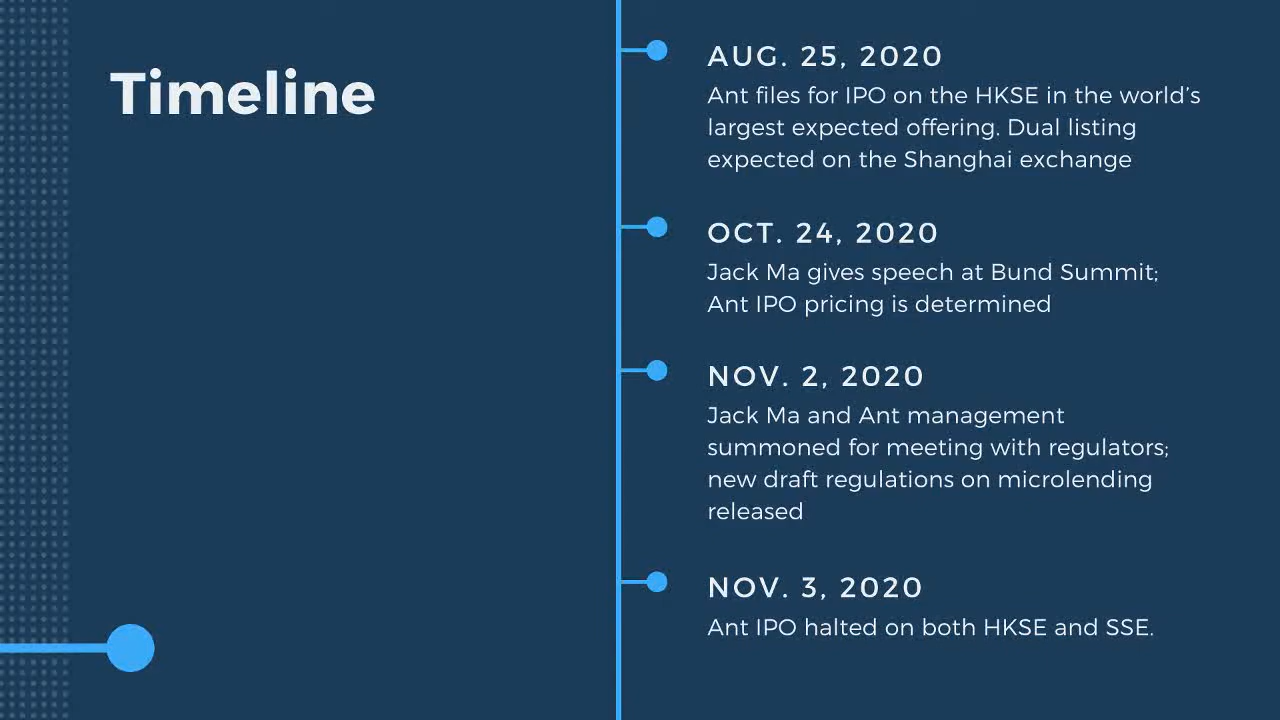 Timeline
AUG. 25, 2020
Ant files for IPO on the HKSE in the world’s
largest expected offering. Dual listing
expected on the Shanghai exchange
OCT. 24, 2020
Jack Ma gives speech at Bund Summit;
Ant IPO pricing is determined
NOV. 2, 2020
Jack Ma and Ant management
summoned for meeting with regulators;
new draft regulations on microlending
released
NOV. 3, 2020
Ant IPO halted on both HKSE and SSE.